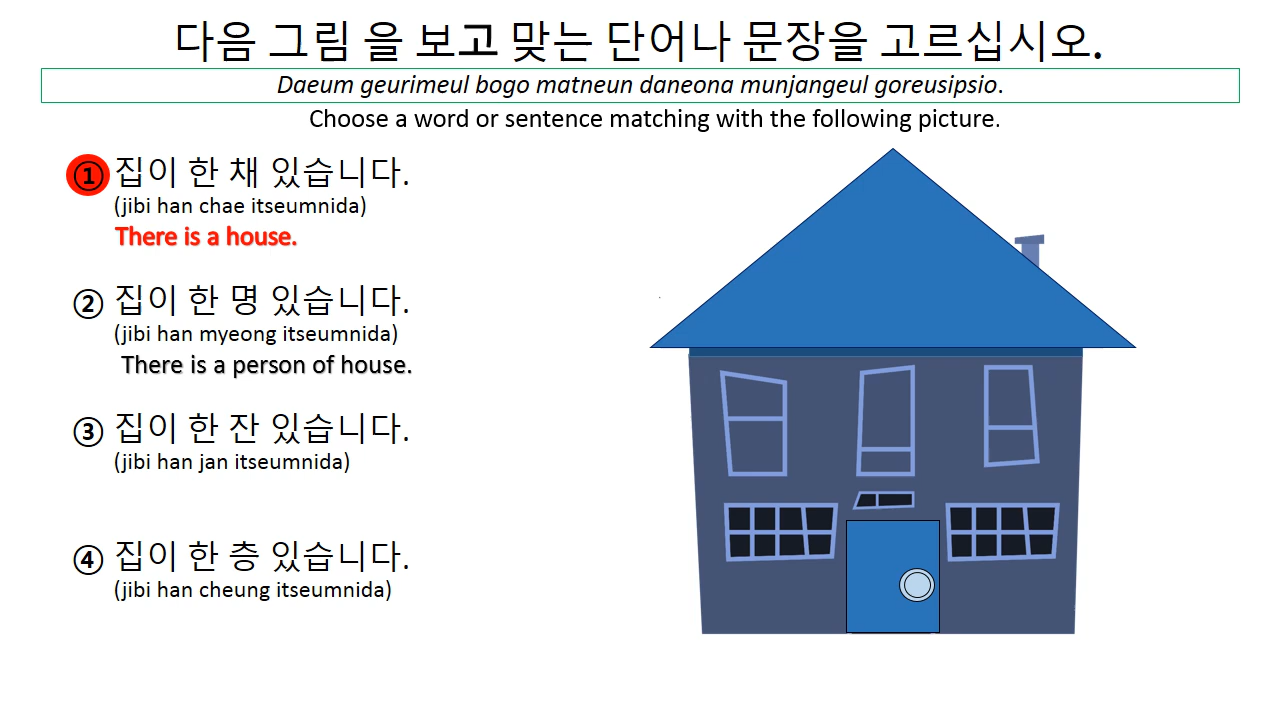 다음 그림 을 보고 맞는 단어나 문장을 고르십시오.
Daeum geurimeul bogo matneun daneona munjangeul goreusipsio.
Choose a word or sentence matching with the following picture.
① 집이 한 채 있습니다.
(jibi han chae itseumnida)
There is a house.
② 집이 한 명 있습니다.
(jibi han myeong itseumnida)
There is a person of house.
③ 집이 한 잔 있습니다.
(jibi han jan itseumnida)
④ 집이 한 층 있습니다.
(jibi han cheung itseumnida)